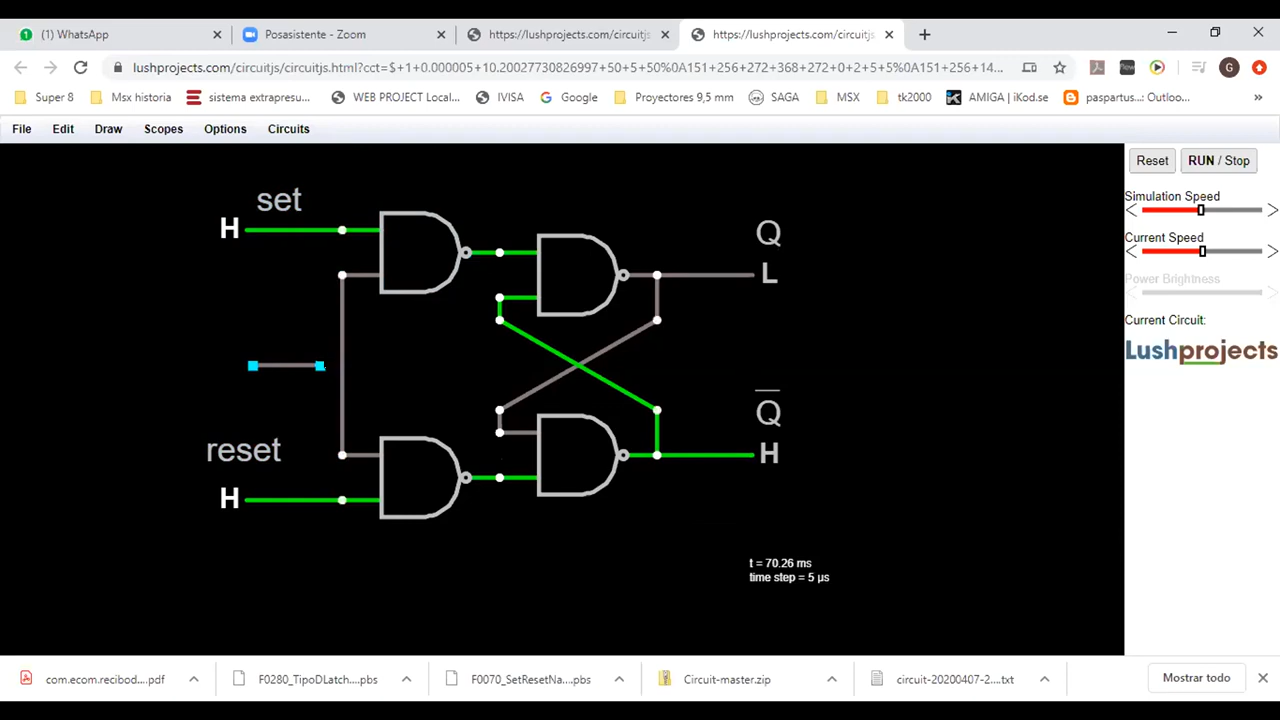 (1) WhatsApp
Posasistente - Zoom
https://lushprojects.com/circuitjs
https://lushprojects.com/circuitjs
lushprojects.com/circuitjs/circuitjs.html?cct=$+1+0.000005+10.20027730826997+50+5+50%0A151+256+272+368+272+0+2+5+5%0A151+256+14...
Super 8
Msx historia
sistema extrapresu...
WEB PROJECT Local...
IVISA
Google
Proyectores 9,5 mm
SAGA
MSX
tk2000
AMIGA | iKod.se
paspartus...: Outloo...
File Edit Draw Scopes Options Circuits
Reset
RUN / Stop
Simulation Speed
Current Speed
Power Brightness
Current Circuit:
Lushprojects
set
H
Q
L
Q
H
reset
H
t = 70.26 ms
time step = 5 µs
com.ecom.recibod....pdf
F0280_TipoDLatch....pbs
F0070_SetResetNa....pbs
Circuit-master.zip
circuit-20200407-2....txt
Mostrar todo